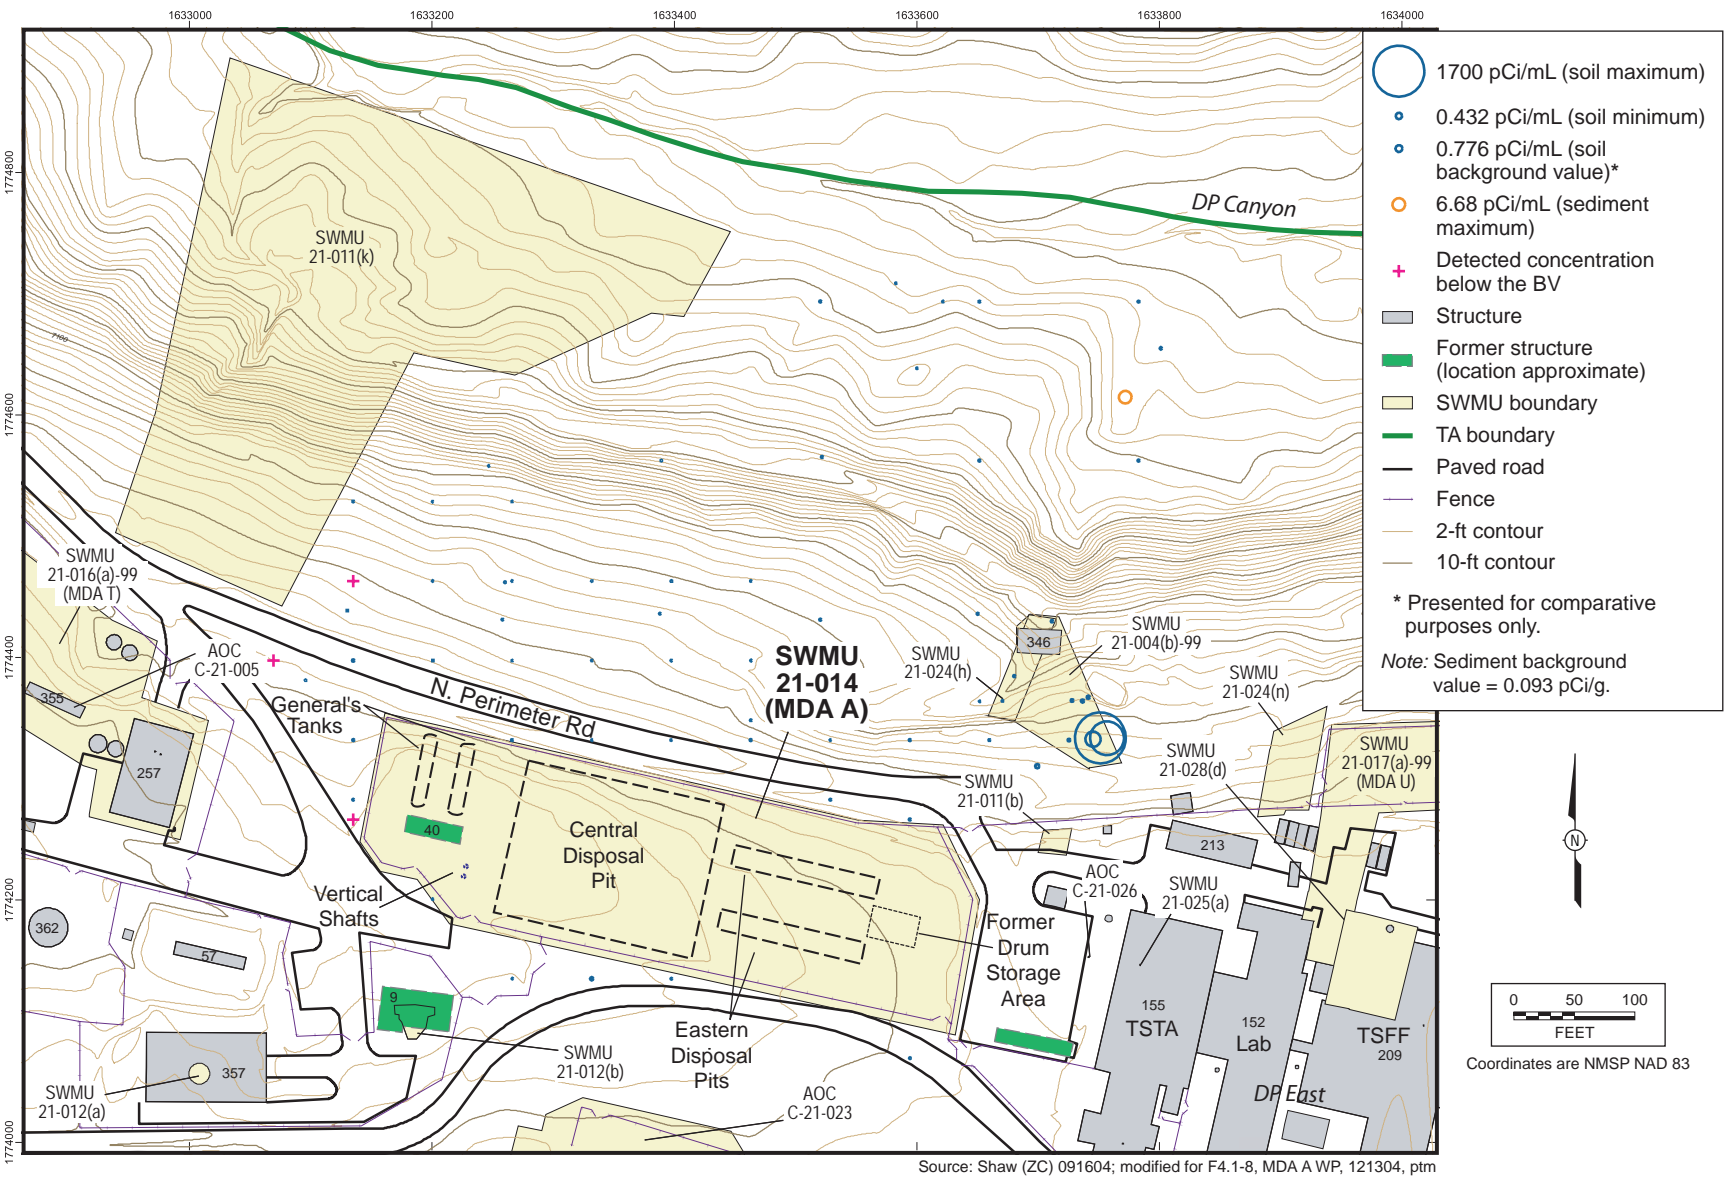 1633000
1633200
1633400
1633600
1633800
1634000
1774800
1774600
1774400
1774200
1774000
DP Canyon
SWMU
21-011(k)
7100
SWMU
21-016(a)-99
(MDA T)
AOC
C-21-005
355
257
General's
Tanks
N. Perimeter Rd
SWMU
21-014
(MDA A)
SWMU
21-024(h)
346
SWMU
21-004(b)-99
SWMU
21-024(n)
SWMU
21-028(d)
SWMU
21-017(a)-99
(MDA U)
SWMU
21-011(b)
40
Central
Disposal
Pit
213
Vertical
Shafts
AOC
C-21-026
SWMU
21-025(a)
362
57
Former
Drum
Storage
Area
9
155
TSTA
152
Lab
TSFF
209
Eastern
Disposal
Pits
SWMU
21-012(b)
357
SWMU
21-012(a)
AOC
C-21-023
DP East
1700 pCi/mL (soil maximum)
0.432 pCi/mL (soil minimum)
0.776 pCi/mL (soil
background value)*
6.68 pCi/mL (sediment
maximum)
Detected concentration
below the BV
Structure
Former structure
(location approximate)
SWMU boundary
TA boundary
Paved road
Fence
2-ft contour
10-ft contour
* Presented for comparative
purposes only.
Note: Sediment background
value = 0.093 pCi/g.
N
0 50 100
FEET
Coordinates are NMSP NAD 83
Source: Shaw (ZC) 091604; modified for F4.1-8, MDA A WP, 121304, ptm